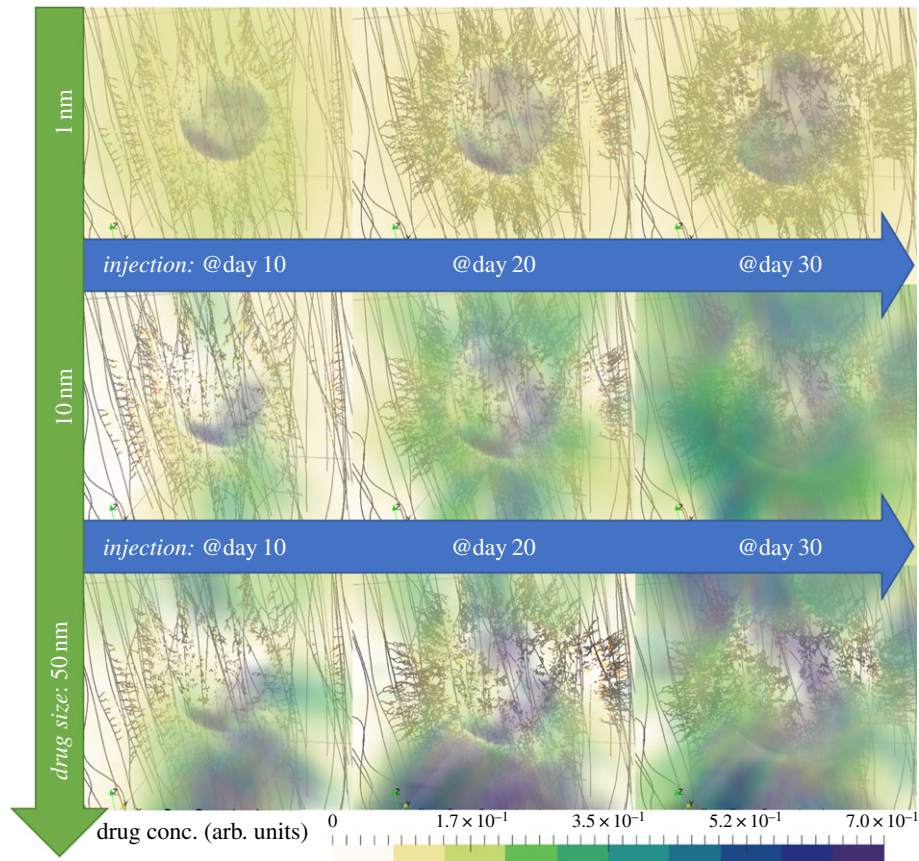 1 nm
injection: @day 10 @day 20 @day 30
10 nm
injection: @day 10 @day 20 @day 30
drug size: 50 nm
drug conc. (arb. units)
0 1.7 × 10⁻¹ 3.5 × 10⁻¹ 5.2 × 10⁻¹ 7.0 × 10⁻¹